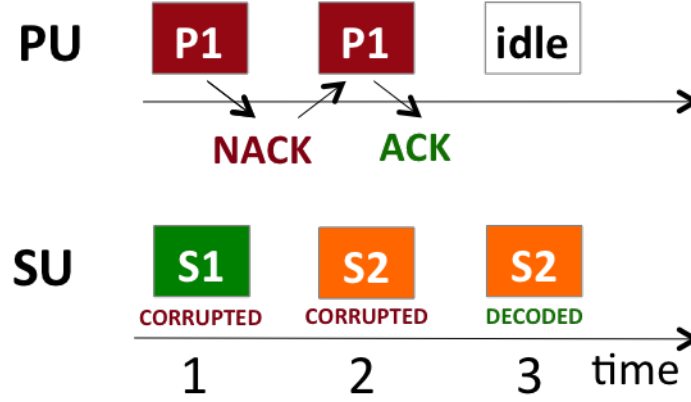 PU P1 P1 idle
NACK ACK
SU S1 S2 S2
CORRUPTED CORRUPTED DECODED
1 2 3 time